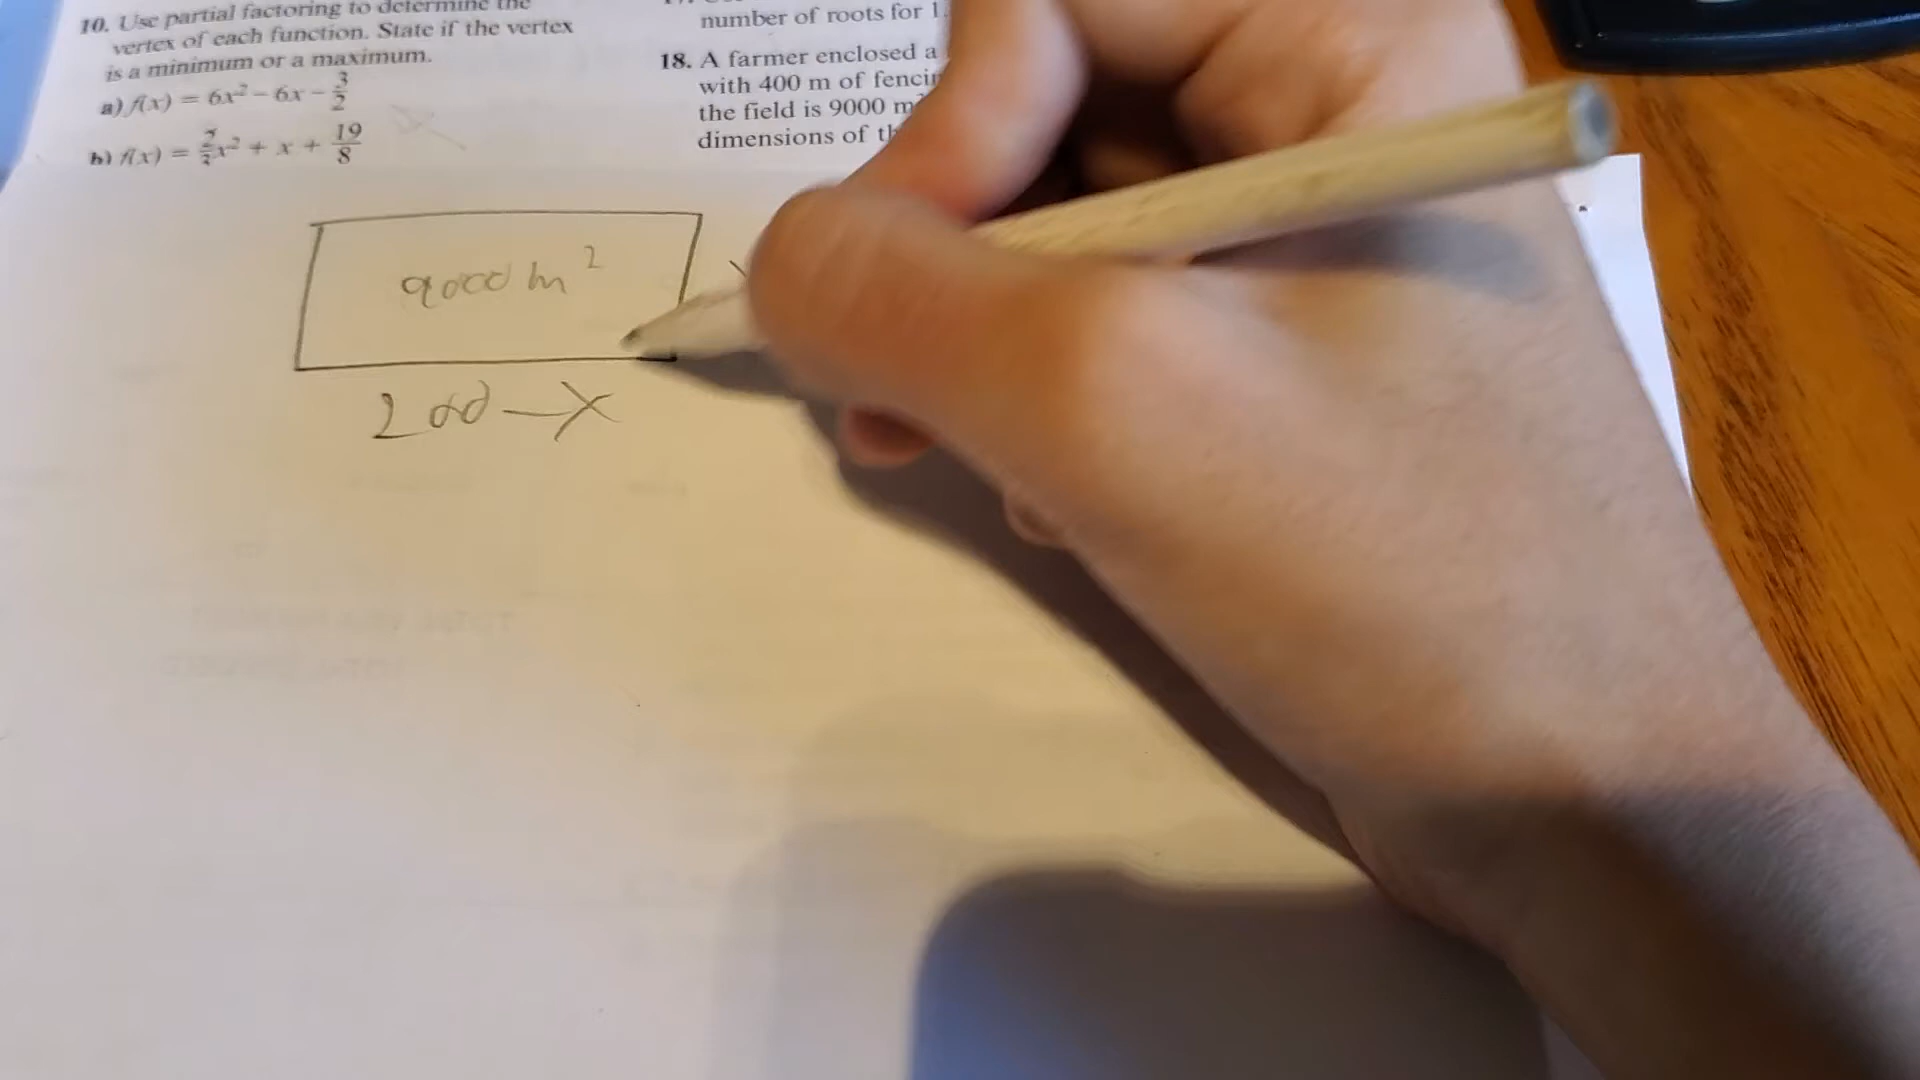 10. Use partial factoring to determine the
vertex of each function. State if the vertex
is a minimum or a maximum.
a) f(x) = 6x² − 6x − 3/2
b) f(x) = x² + x + 19/8
number of roots for 1
18. A farmer enclosed a
with 400 m of
the field is 9000 m
dimensions of
9000 m²
200 − x